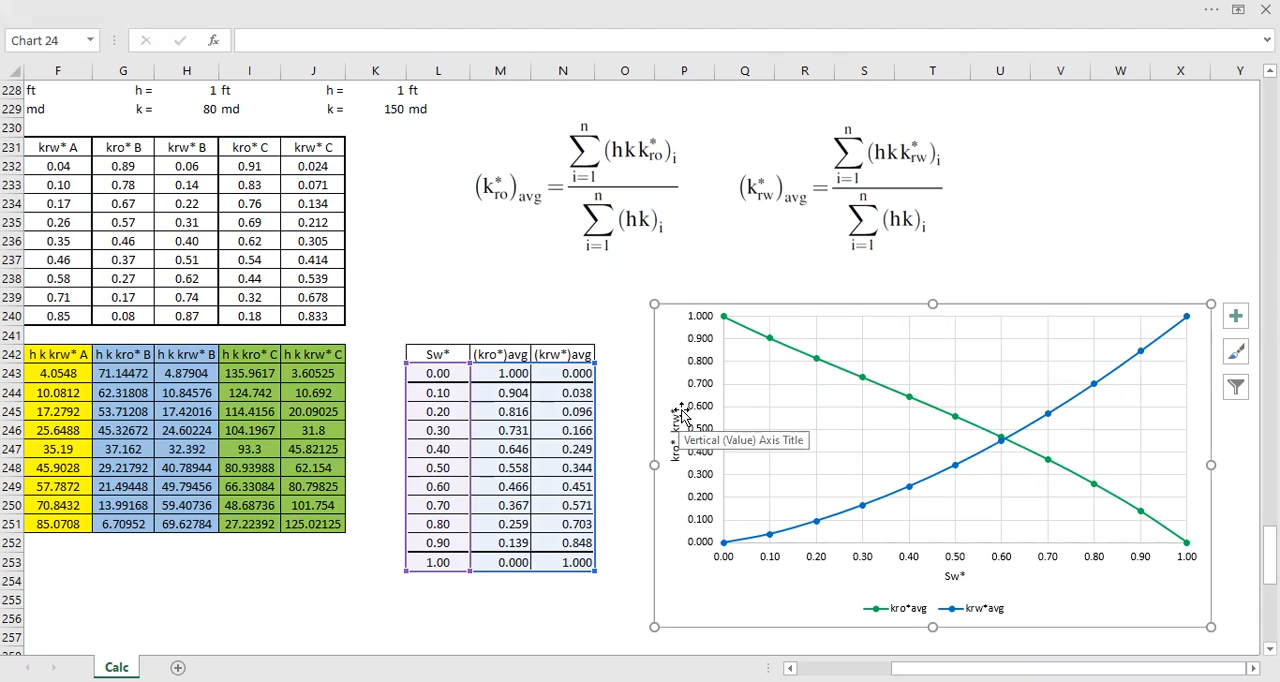 Chart 24
fx
F G H I J K L M N O P Q R S T U V W X Y
228 ft h = 1 ft h = 1 ft
229 md k = 80 md k = 150 md
230
231 krw* A kro* B krw* B kro* C krw* C
232 0.04 0.89 0.06 0.91 0.024
233 0.10 0.78 0.14 0.83 0.071
234 0.17 0.67 0.22 0.76 0.134
235 0.26 0.57 0.31 0.69 0.212
236 0.35 0.46 0.40 0.62 0.305
237 0.46 0.37 0.51 0.54 0.414
238 0.58 0.27 0.62 0.44 0.539
239 0.71 0.17 0.74 0.32 0.678
240 0.85 0.08 0.87 0.18 0.833
241
(k*ro)avg = n ∑ i=1 (hkk*ro)i / n ∑ i=1 (hk)i
(k*rw)avg = n ∑ i=1 (hkk*rw)i / n ∑ i=1 (hk)i
242 h k krw* A h k kro* B h k krw* B h k kro* C h k krw* C Sw* (kro*)avg (krw*)avg
243 4.0548 71.14472 4.87904 135.9617 3.60525 0.00 1.000 0.000
244 10.0812 62.31808 10.84576 124.742 10.692 0.10 0.904 0.038
245 17.2792 53.71208 17.42016 114.4156 20.09025 0.20 0.816 0.096
246 25.6488 45.32672 24.60224 104.1967 31.8 0.30 0.731 0.166
247 35.19 37.162 32.392 93.3 45.82125 0.40 0.646 0.249
248 45.9028 29.21792 40.78944 80.93988 62.154 0.50 0.558 0.344
249 57.7872 21.49448 49.79456 66.33084 80.79825 0.60 0.466 0.451
250 70.8432 13.99168 59.40736 48.68736 101.754 0.70 0.367 0.571
251 85.0708 6.70952 69.62784 27.22392 125.02125 0.80 0.259 0.703
252 0.90 0.139 0.848
253 1.00 0.000 1.000
254
255
256
257
1.000
0.900
0.800
0.700
0.600
0.500
0.400
0.300
0.200
0.100
0.000
kro* krw*
Vertical (Value) Axis Title
0.00 0.10 0.20 0.30 0.40 0.50 0.60 0.70 0.80 0.90 1.00
Sw*
kro*avg krw*avg
Calc